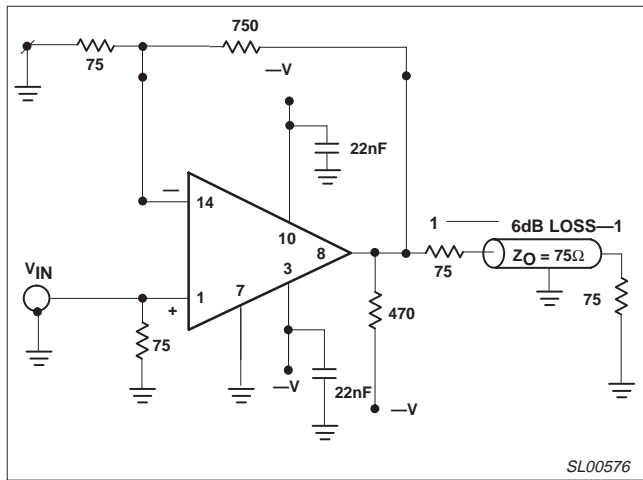 750
75
—V
22nF
—
14
10
8
1
6dB LOSS—1
ZO = 75Ω
75
VIN
3
75
1
7
+
470
75
22nF
—V
—V
SL00576